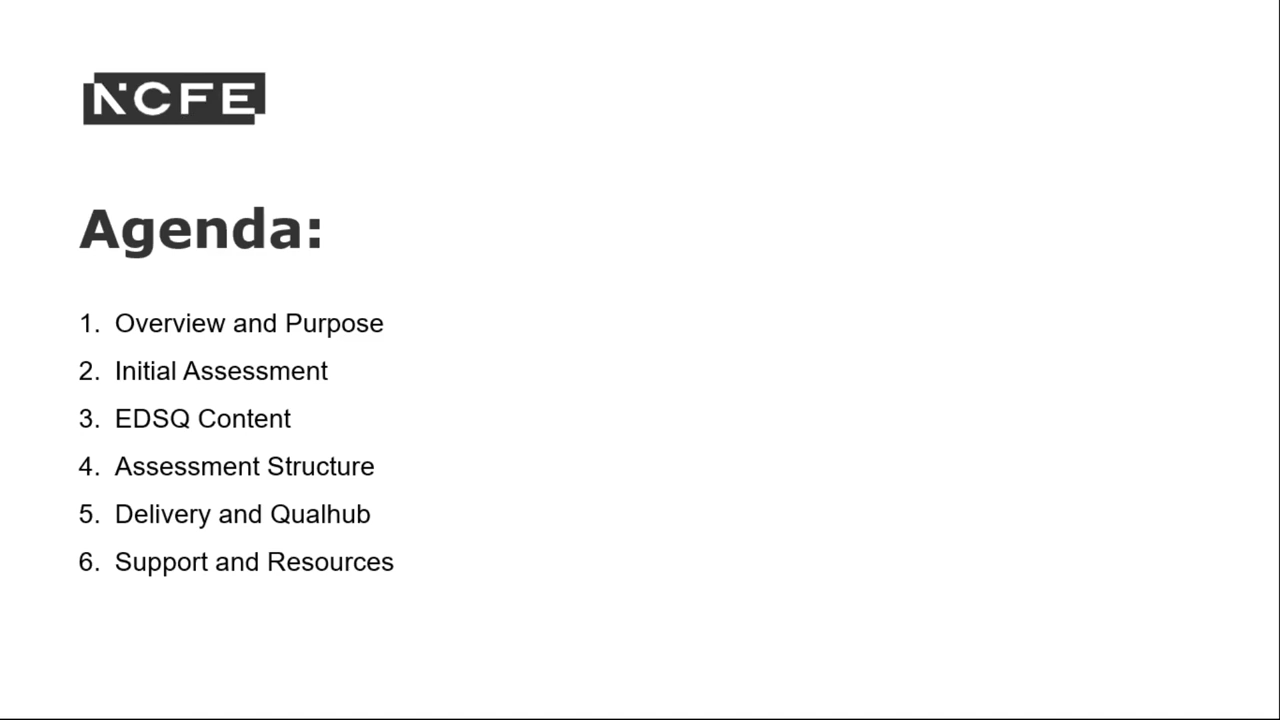 NCFE
Agenda:
1. Overview and Purpose
2. Initial Assessment
3. EDSQ Content
4. Assessment Structure
5. Delivery and Qualhub
6. Support and Resources